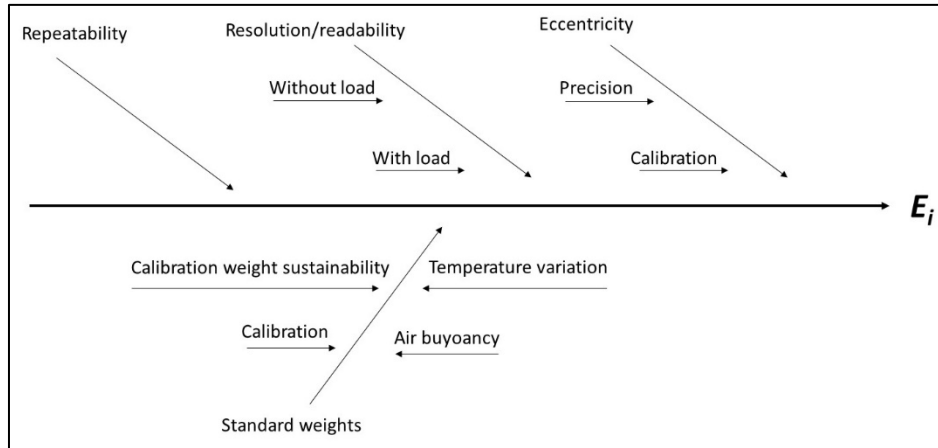 Repeatability
Resolution/readability
Eccentricity
Without load
Precision
With load
Calibration
E_i
Calibration weight sustainability
Temperature variation
Calibration
Air buyoancy
Standard weights